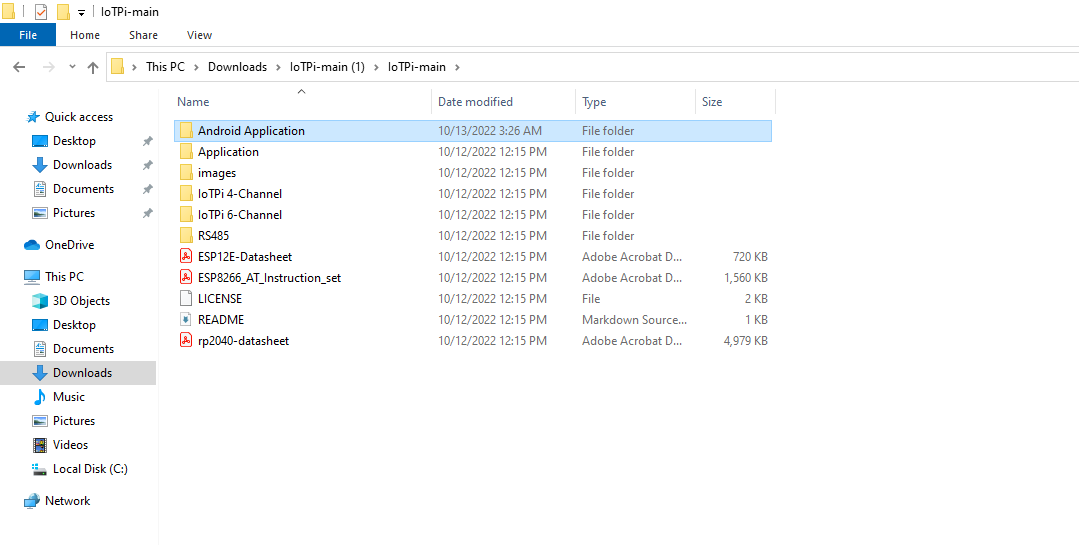 IoTPi-main
File Home Share View
This PC Downloads IoTPi-main (1) IoTPi-main
Name Date modified Type Size
Quick access
Desktop
Downloads
Documents
Pictures
OneDrive
This PC
3D Objects
Desktop
Documents
Downloads
Music
Pictures
Videos
Local Disk (C:)
Network
Android Application 10/13/2022 3:26 AM File folder
Application 10/12/2022 12:15 PM File folder
images 10/12/2022 12:15 PM File folder
IoTPi 4-Channel 10/12/2022 12:15 PM File folder
IoTPi 6-Channel 10/12/2022 12:15 PM File folder
RS485 10/12/2022 12:15 PM File folder
ESP12E-Datasheet 10/12/2022 12:15 PM Adobe Acrobat D... 720 KB
ESP8266_AT_Instruction_set 10/12/2022 12:15 PM Adobe Acrobat D... 1,560 KB
LICENSE 10/12/2022 12:15 PM File 2 KB
README 10/12/2022 12:15 PM Markdown Source... 1 KB
rp2040-datasheet 10/12/2022 12:15 PM Adobe Acrobat D... 4,979 KB